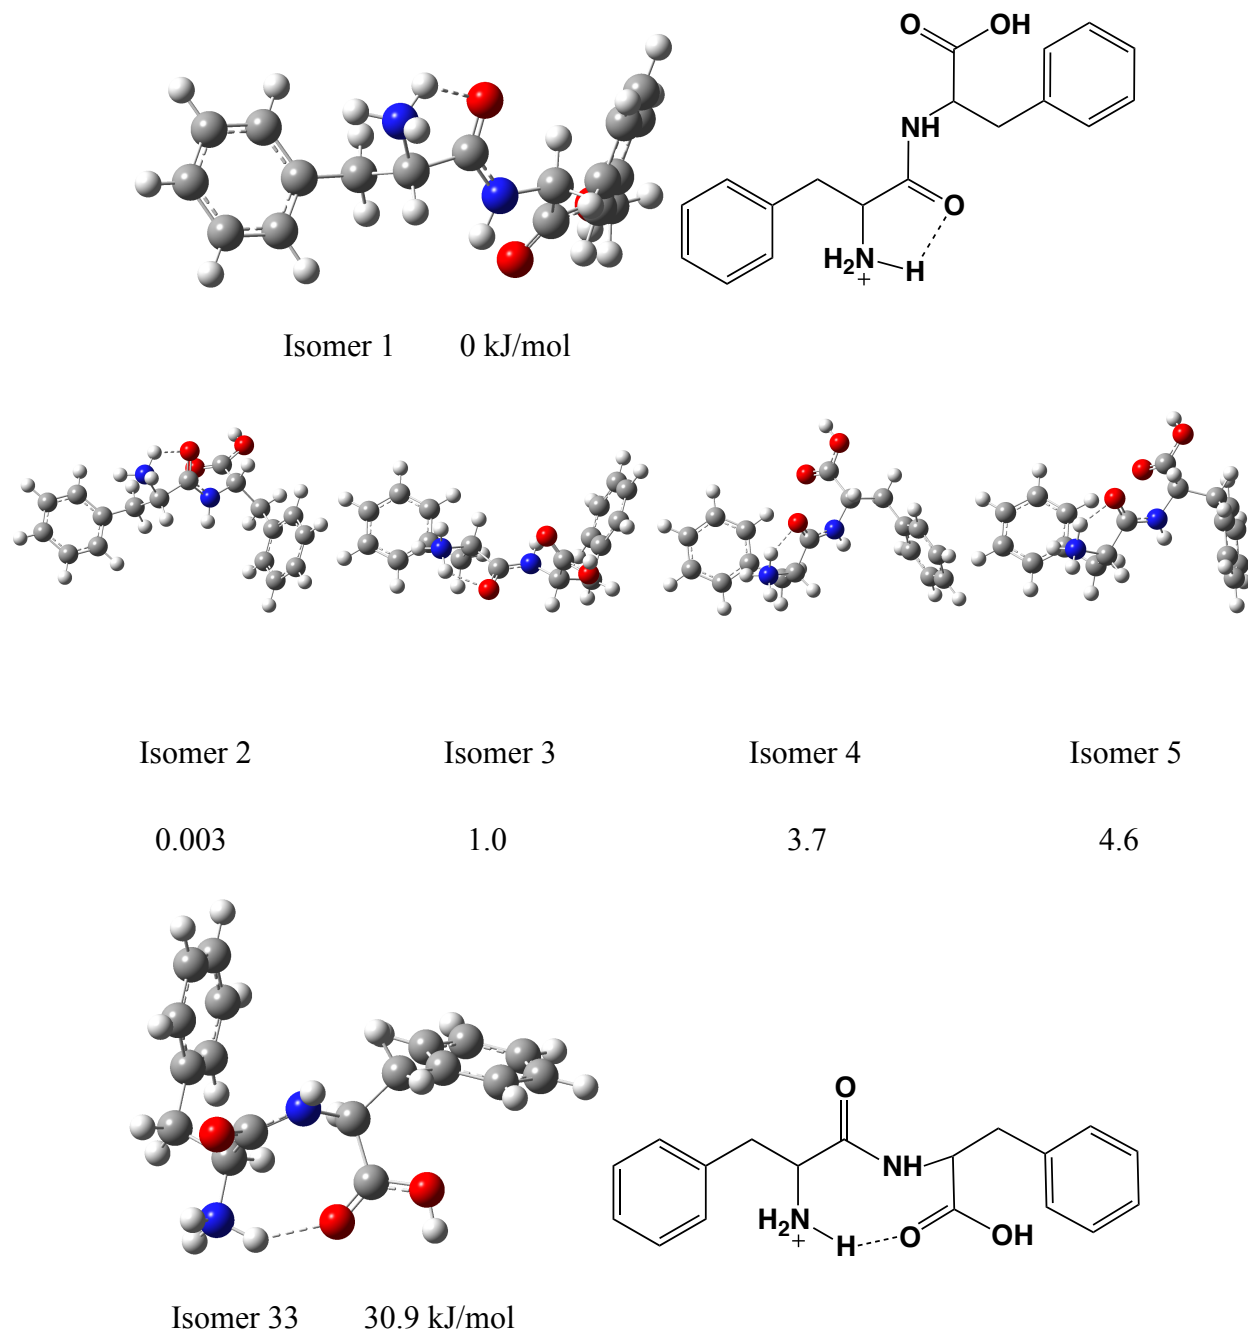 O OH
NH
O
H2N H
+
Isomer 1 0 kJ/mol
Isomer 2 Isomer 3 Isomer 4 Isomer 5
0.003 1.0 3.7 4.6
O
NH
H2N H O OH
+
Isomer 33 30.9 kJ/mol